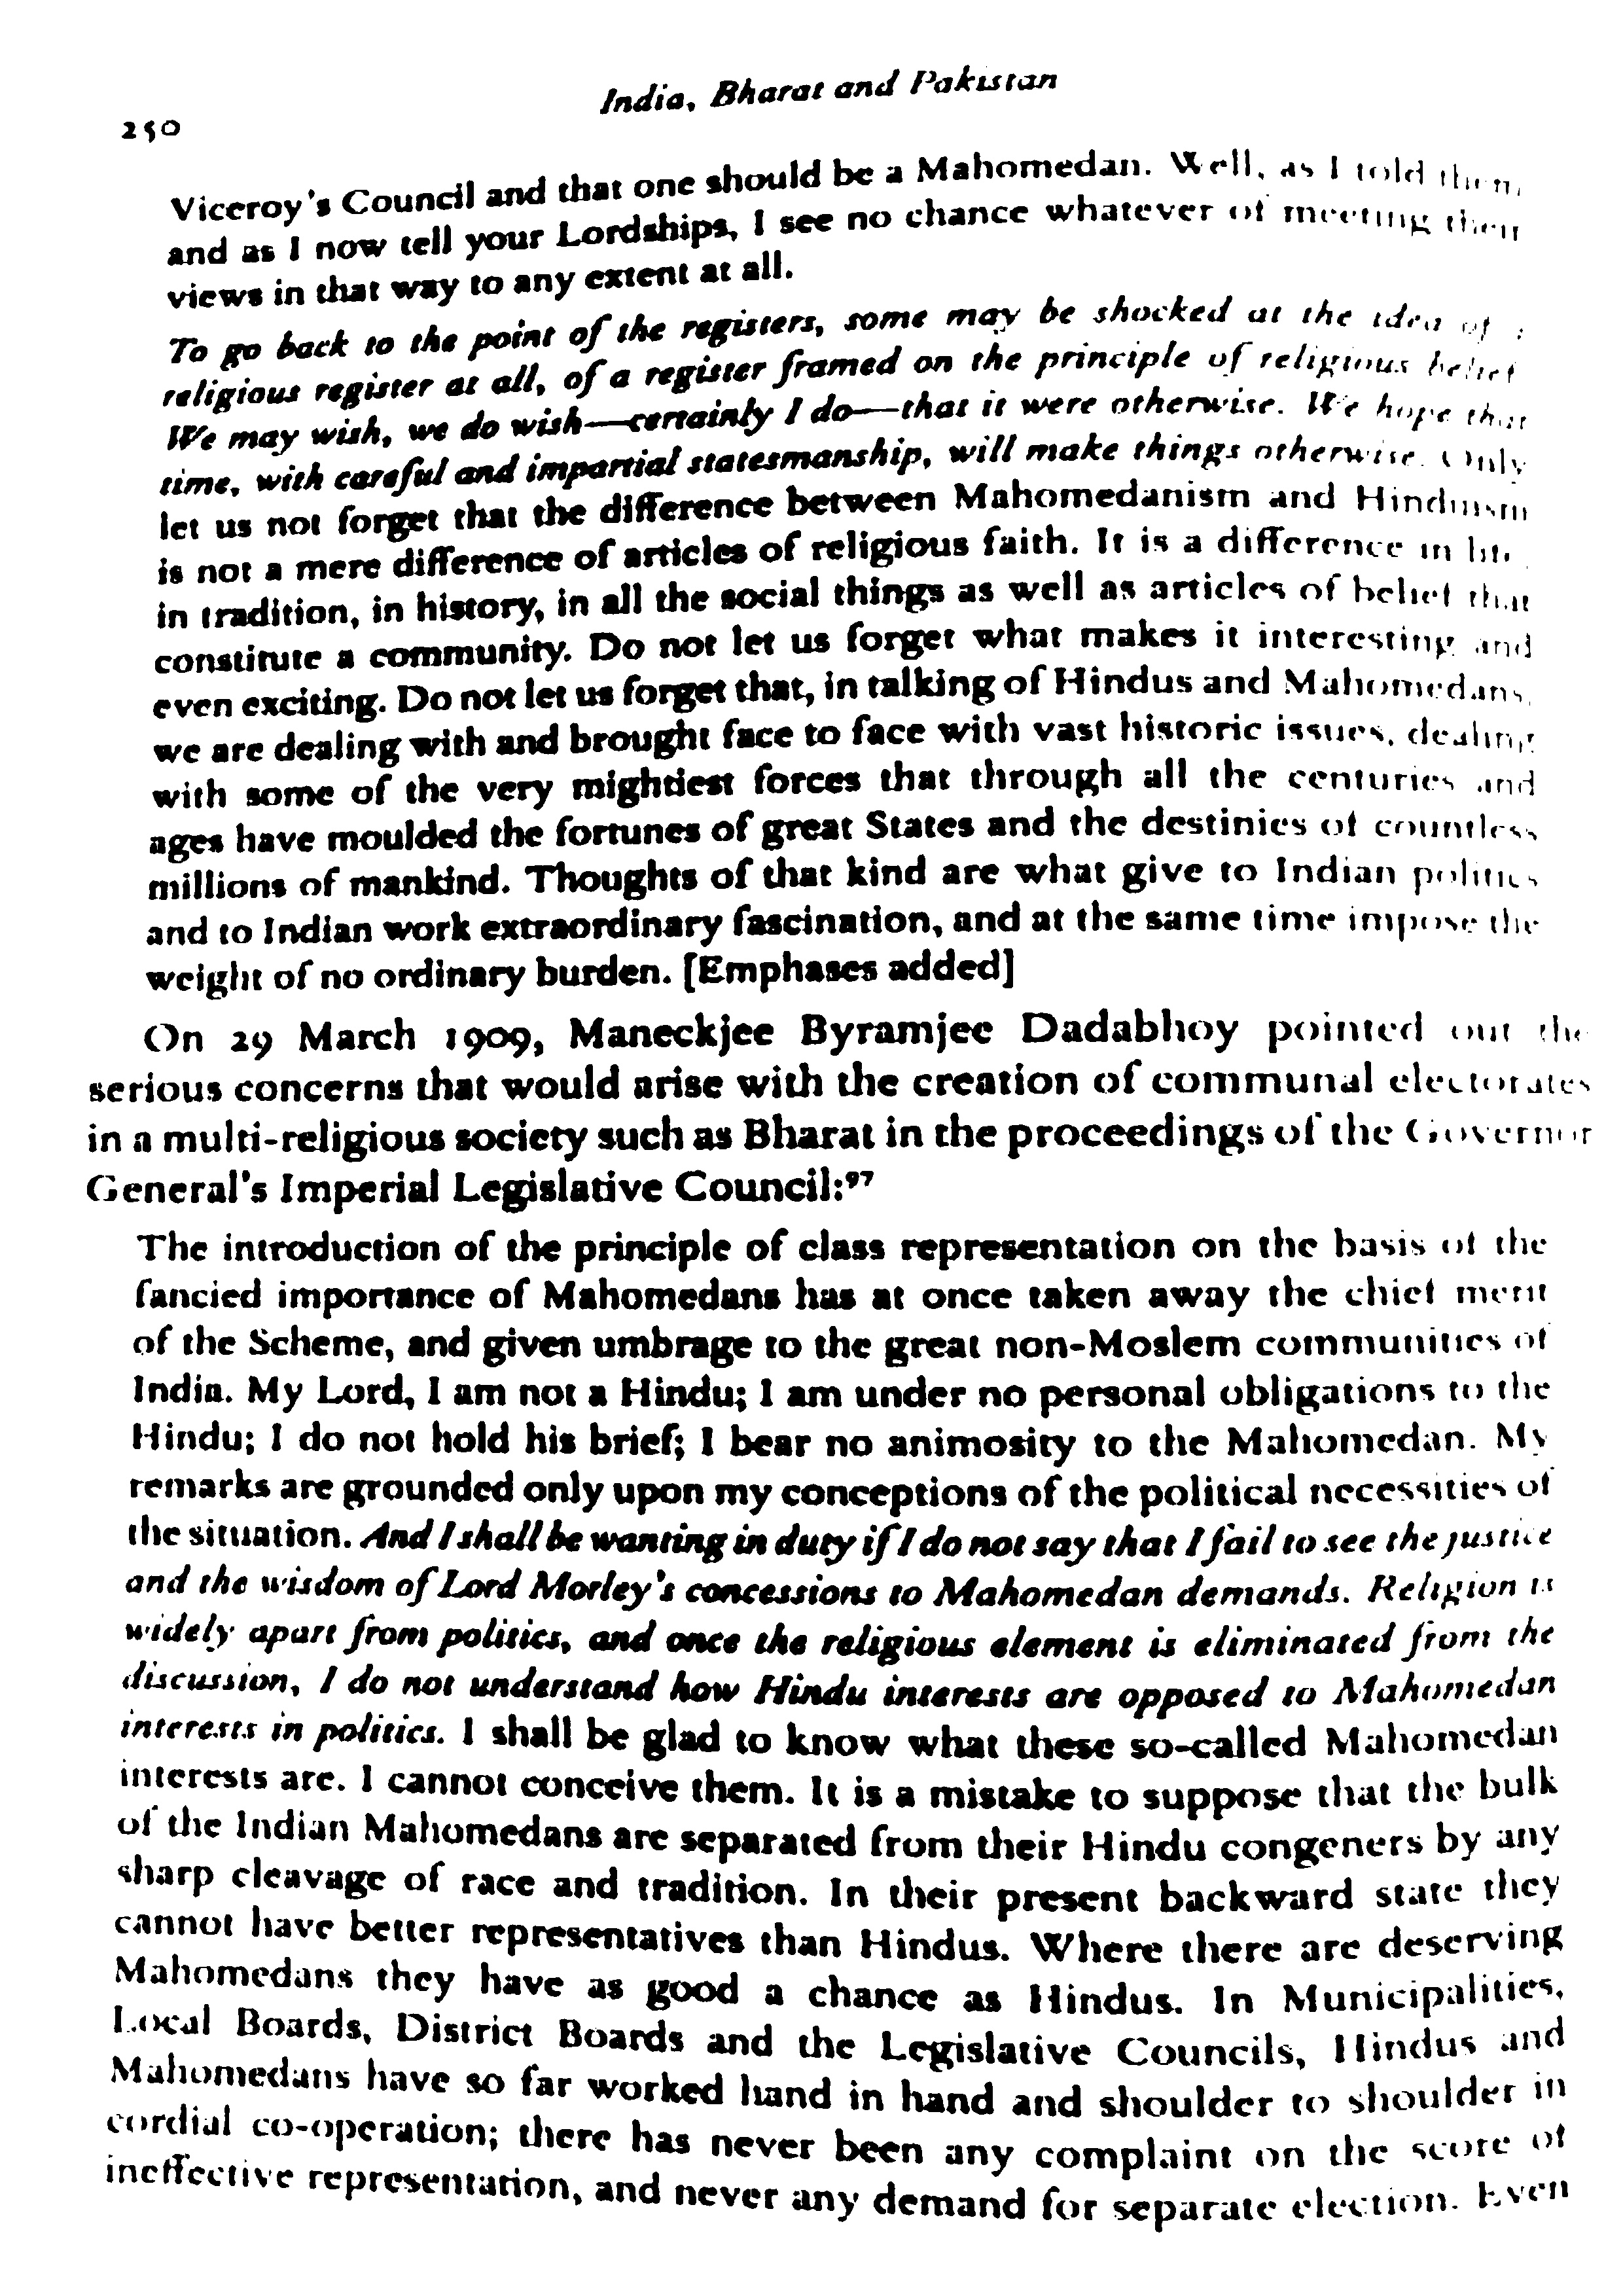 India, Bharat and Pakistan
250
Viceroy's Council and that one should be a Mahomedan. Well, as I told them,
and as I now tell your Lordships, I see no chance whatever of meeting their
views in that way to any extent at all.
To go back to the point of the registers, some may be shocked at the idea of
religious register at all, of a register framed on the principle of religious belief
We may wish, we do wish—certainly I do—that it were otherwise. We hope that
time, with careful and impartial statesmanship, will make things otherwise. Only
let us not forget that the difference between Mahomedanism and Hinduism
is not a mere difference of articles of religious faith. It is a difference in
in tradition, in history, in all the social things as well as articles of belief that
constitute a community. Do not let us forget what makes it interesting and
even exciting. Do not let us forget that, in talking of Hindus and Mahomedans,
we are dealing with and brought face to face with vast historic issues, dealing
with some of the very mightiest forces that through all the centuries and
ages have moulded the fortunes of great States and the destinies of countless
millions of mankind. Thoughts of that kind are what give to Indian politics
and to Indian work extraordinary fascination, and at the same time impose the
weight of no ordinary burden. [Emphases added]
On 29 March 1909, Maneckjee Byramjee Dadabhoy pointed out the
serious concerns that would arise with the creation of communal electorates
in a multi-religious society such as Bharat in the proceedings of the Governor
General's Imperial Legislative Council:97
The introduction of the principle of class representation on the basis of the
fancied importance of Mahomedans has at once taken away the chief merit
of the Scheme, and given umbrage to the great non-Moslem communities of
India. My Lord, I am not a Hindu; I am under no personal obligations to the
Hindu; I do not hold his brief; I bear no animosity to the Mahomedan. My
remarks are grounded only upon my conceptions of the political necessities of
the situation. And I shall be wanting in duty if I do not say that I fail to see the justice
and the wisdom of Lord Morley's concessions to Mahomedan demands. Religion is
widely apart from politics, and once the religious element is eliminated from the
discussion, I do not understand how Hindu interests are opposed to Mahomedan
interests in politics. I shall be glad to know what these so-called Mahomedan
interests are. I cannot conceive them. It is a mistake to suppose that the bulk
of the Indian Mahomedans are separated from their Hindu congeners by any
sharp cleavage of race and tradition. In their present backward state they
cannot have better representatives than Hindus. Where there are deserving
Mahomedans they have as good a chance as Hindus. In Municipalities,
Local Boards, District Boards and the Legislative Councils, Hindus and
Mahomedans have so far worked hand in hand and shoulder to shoulder in
cordial co-operation; there has never been any complaint on the score of
ineffective representation, and never any demand for separate election. Even